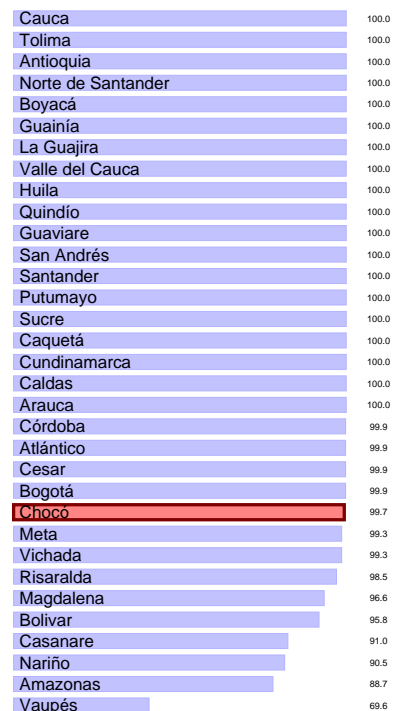 Cauca 100.0
Tolima 100.0
Antioquia 100.0
Norte de Santander 100.0
Boyacá 100.0
Guainía 100.0
La Guajira 100.0
Valle del Cauca 100.0
Huila 100.0
Quindío 100.0
Guaviare 100.0
San Andrés 100.0
Santander 100.0
Putumayo 100.0
Sucre 100.0
Caquetá 100.0
Cundinamarca 100.0
Caldas 100.0
Arauca 100.0
Córdoba 99.9
Atlántico 99.9
Cesar 99.9
Bogotá 99.9
Chocó 99.7
Meta 99.3
Vichada 99.3
Risaralda 98.5
Magdalena 96.6
Bolivar 95.8
Casanare 91.0
Nariño 90.5
Amazonas 88.7
Vaupés 69.6